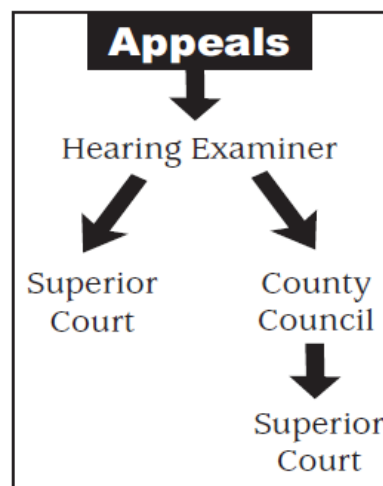 Appeals
Hearing Examiner
Superior
Court
County
Council
Superior
Court